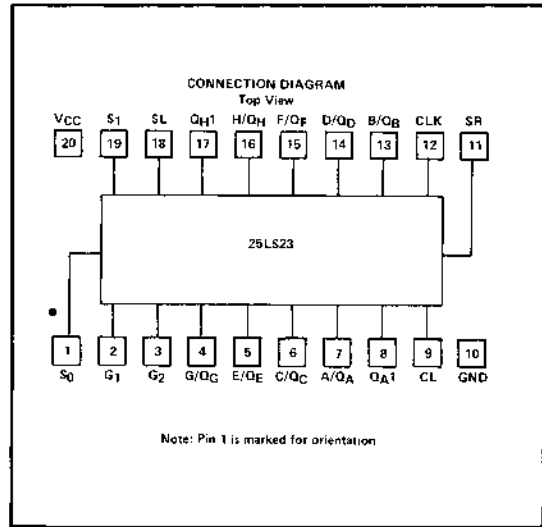 CONNECTION DIAGRAM
Top View
VCC S1 SL QH1 H/QH F/QF D/QD B/QB CLK SR
20 19 18 17 16 15 14 13 12 11
25LS23
1 2 3 4 5 6 7 8 9 10
S0 G1 G2 G/QG E/QE C/QC A/QA QA1 CL GND
Note: Pin 1 is marked for orientation